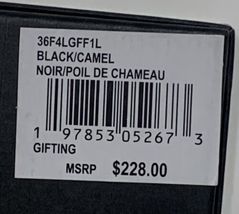 36F4LGFF1L
BLACK/CAMEL
NOIR/POIL DE CHAMEAU
1 97853 05267 3
GIFTING
MSRP $228.00